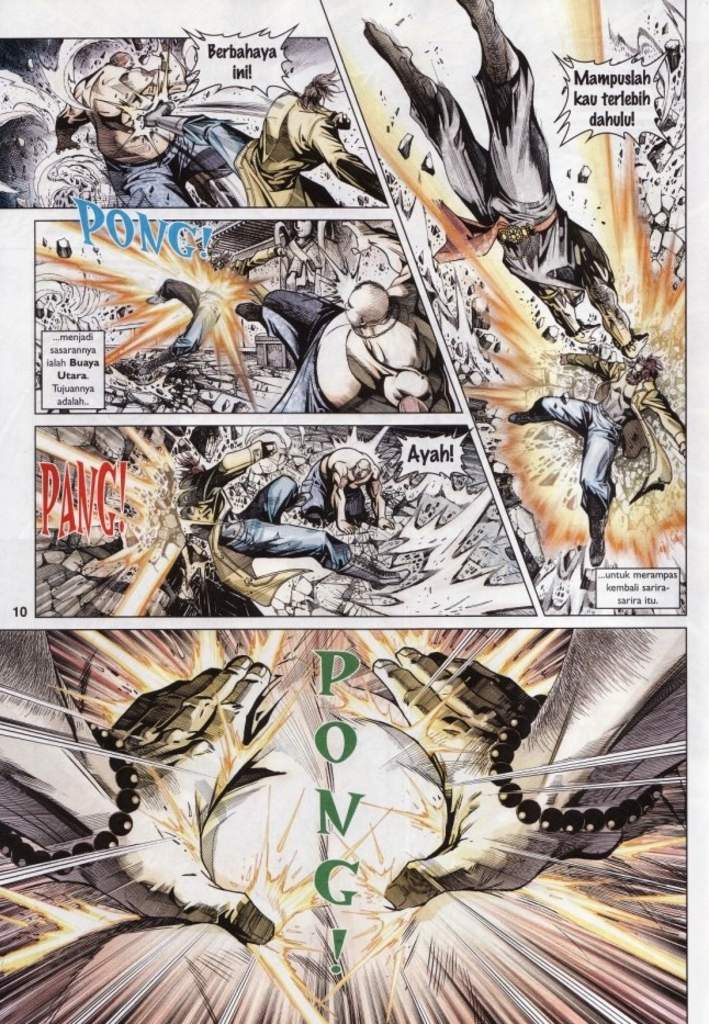 Berbahaya
ini!
PONG!
...menjadi
sasarannya
ialah Buaya
Utara.
Tujuannya
adalah..
PANG!
Ayah!
Mampuslah
kau terlebih
dahulu!
...untuk merampas
kembali sarira-
sarira itu.
10
PONG!